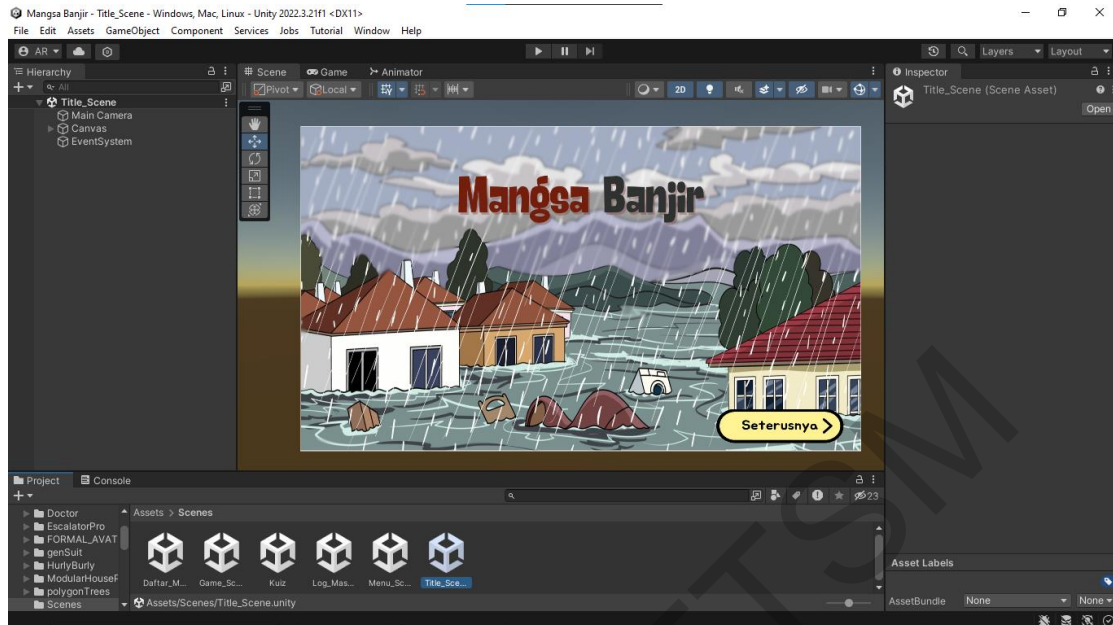 Mangsa Banjir - Title_Scene - Windows, Mac, Linux - Unity 2022.3.21f1 <DX11>
File Edit Assets GameObject Component Services Jobs Tutorial Window Help
AR
Layers
Layout
Hierarchy
All
Title_Scene
Main Camera
Canvas
EventSystem
Scene
Game
Animator
Pivot
Local
2D
Inspector
Title_Scene (Scene Asset)
Open
Mangsa Banjir
Seterusnya
Project
Console
23
Doctor
EscalatorPro
FORMAL_AVAT
genSuit
HurlyBurly
ModularHouseP
polygonTrees
Scenes
Assets > Scenes
Daftar_M...
Game_Sc...
Kuiz
Log_Mas...
Menu_Sc...
Title_Sce...
Assets/Scenes/Title_Scene.unity
Asset Labels
AssetBundle None None
TSM